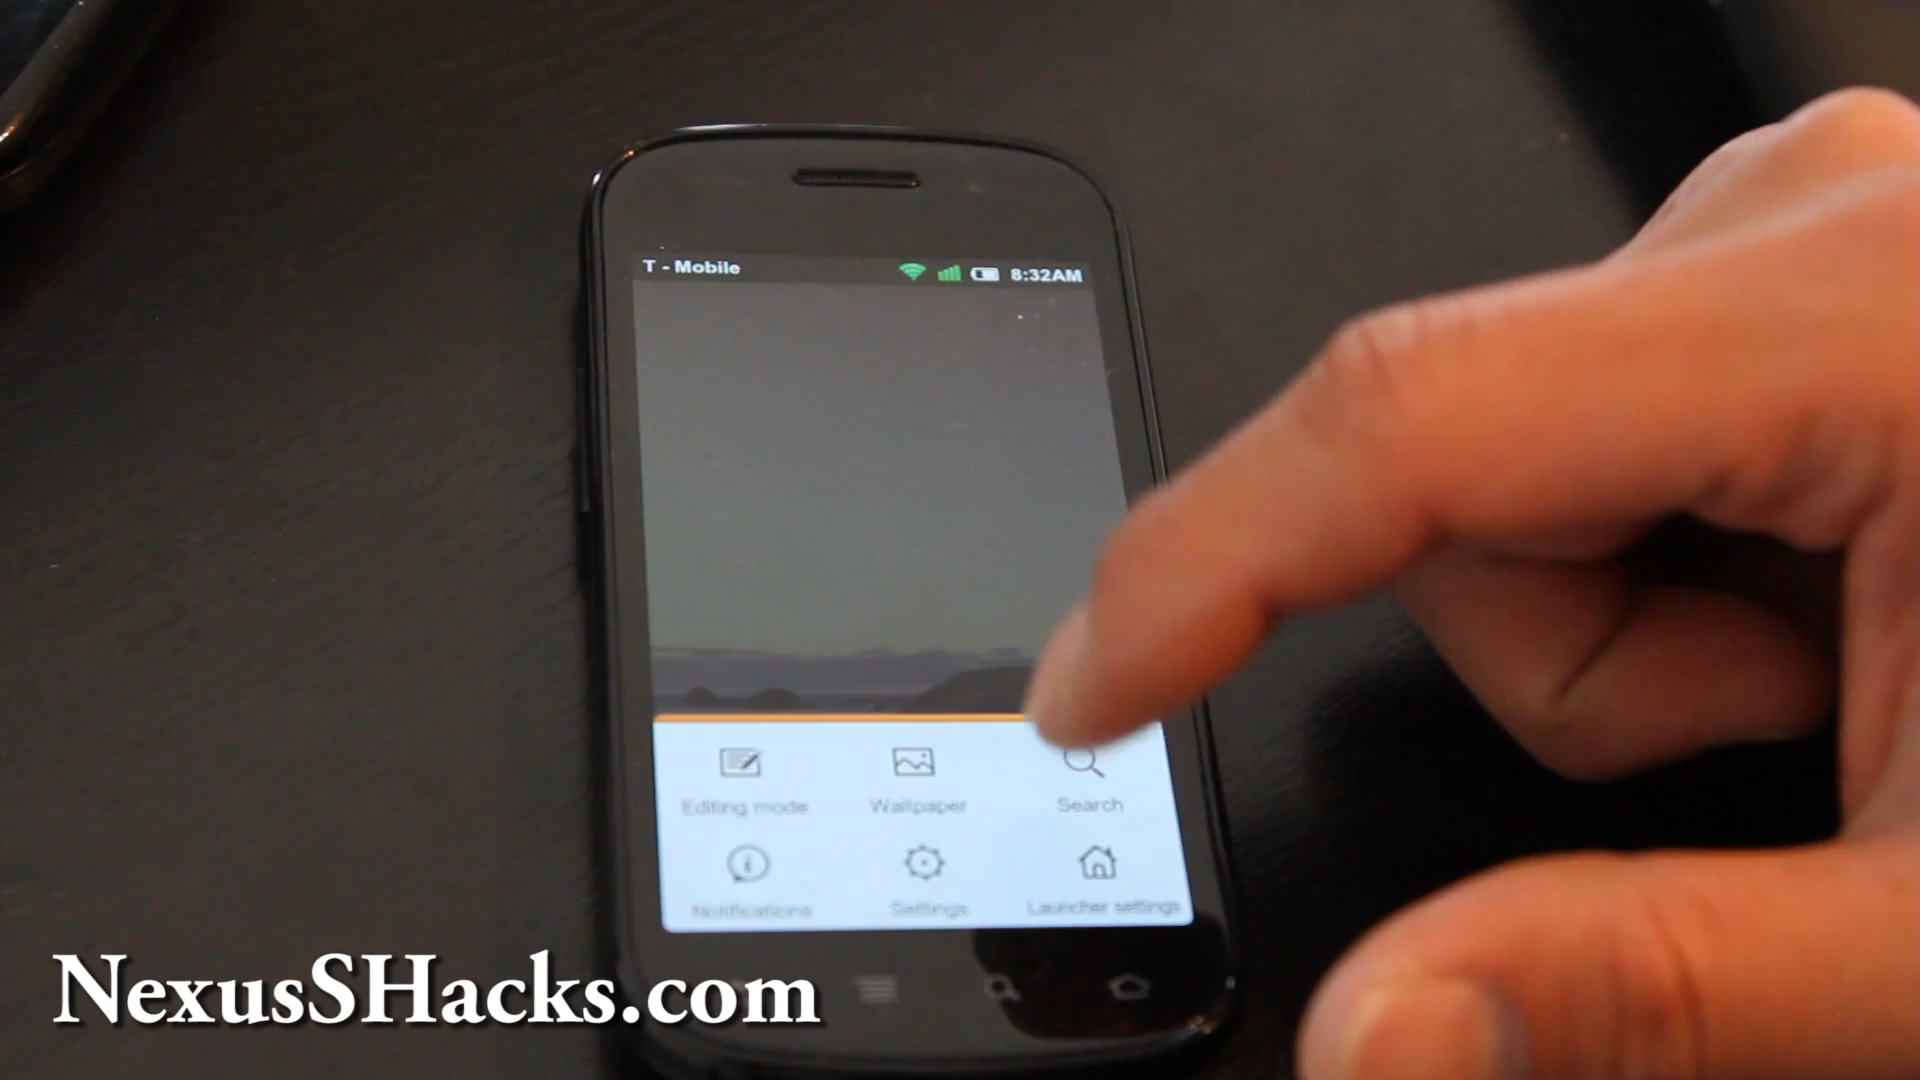 T - Mobile 8:32AM
Editing mode Wallpaper Search
Notifications Settings Launcher settings
NexusSHacks.com